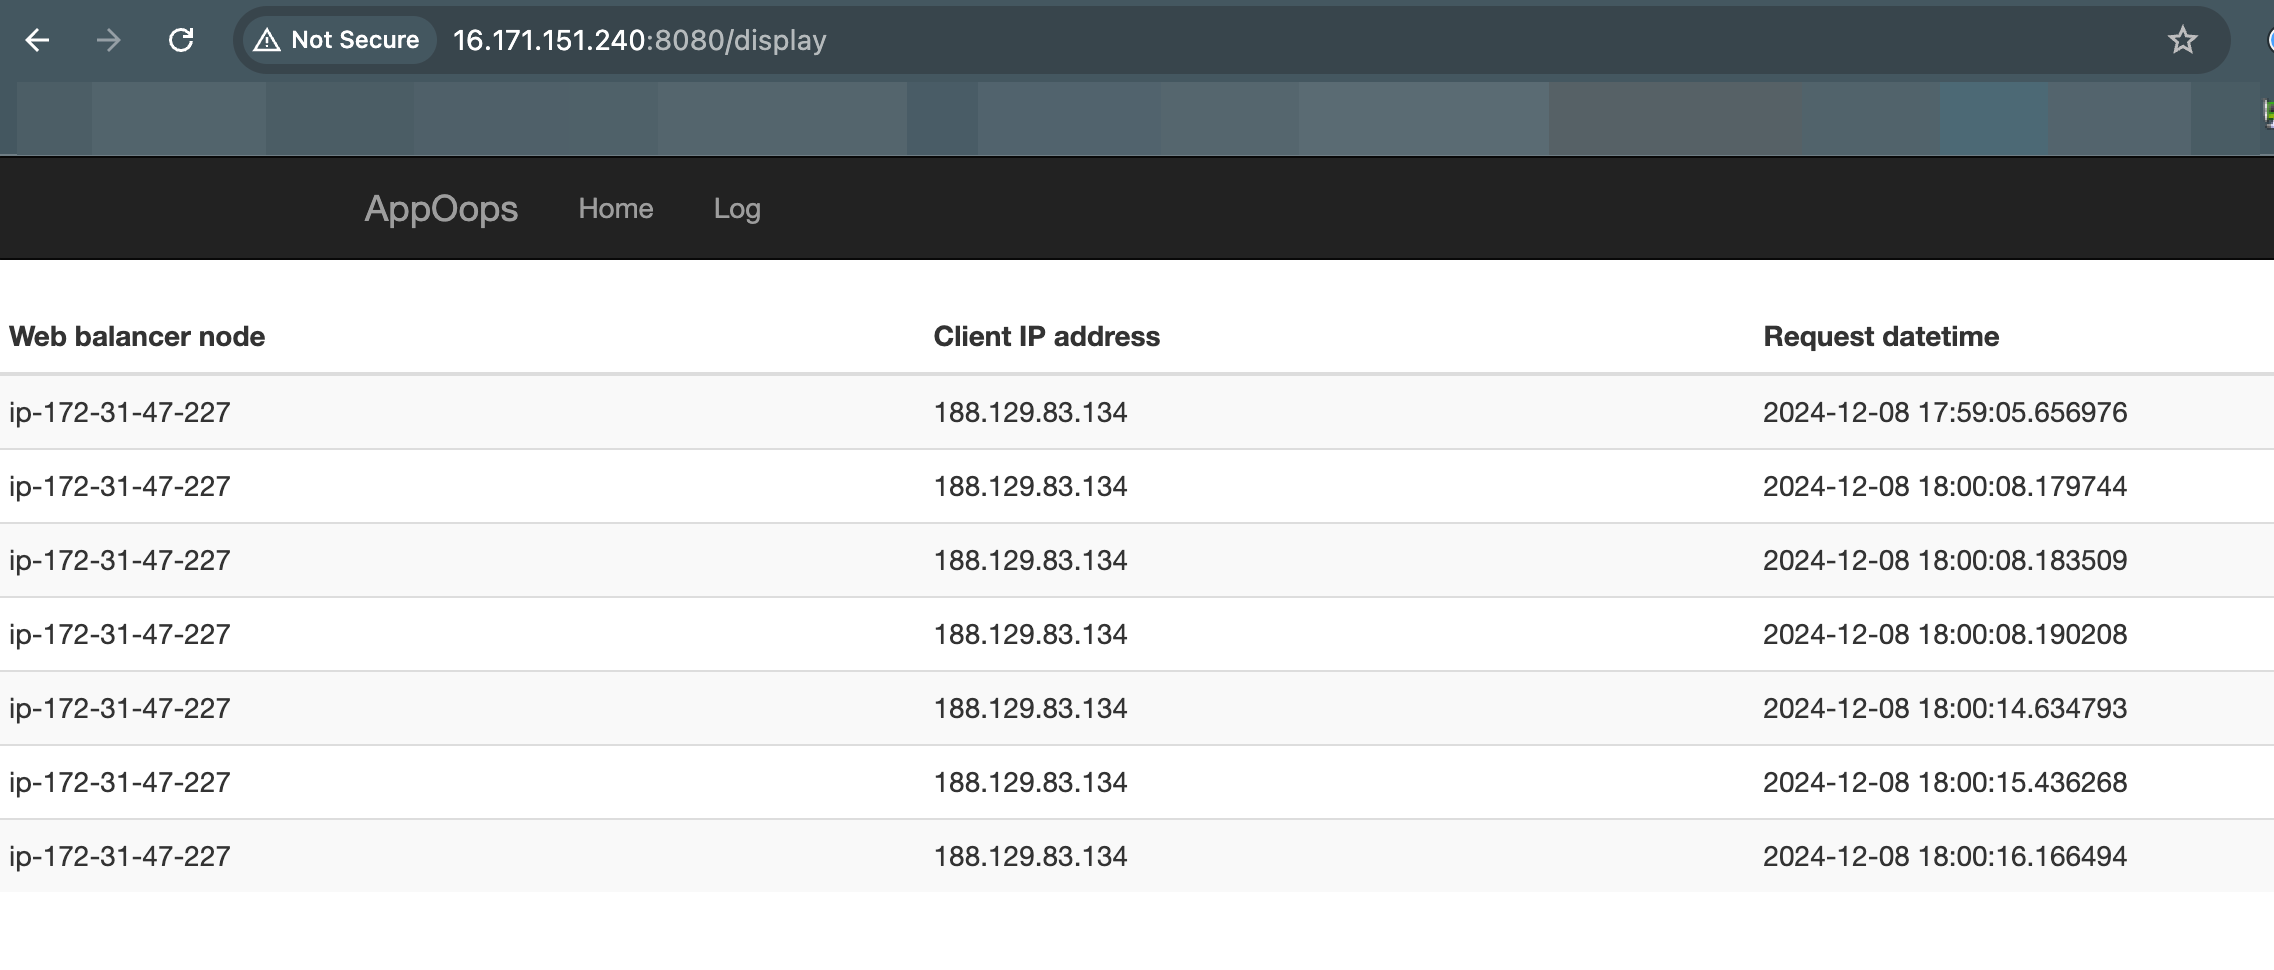 Not Secure 16.171.151.240:8080/display
AppOops Home Log
Web balancer node Client IP address Request datetime
ip-172-31-47-227 188.129.83.134 2024-12-08 17:59:05.656976
ip-172-31-47-227 188.129.83.134 2024-12-08 18:00:08.179744
ip-172-31-47-227 188.129.83.134 2024-12-08 18:00:08.183509
ip-172-31-47-227 188.129.83.134 2024-12-08 18:00:08.190208
ip-172-31-47-227 188.129.83.134 2024-12-08 18:00:14.634793
ip-172-31-47-227 188.129.83.134 2024-12-08 18:00:15.436268
ip-172-31-47-227 188.129.83.134 2024-12-08 18:00:16.166494